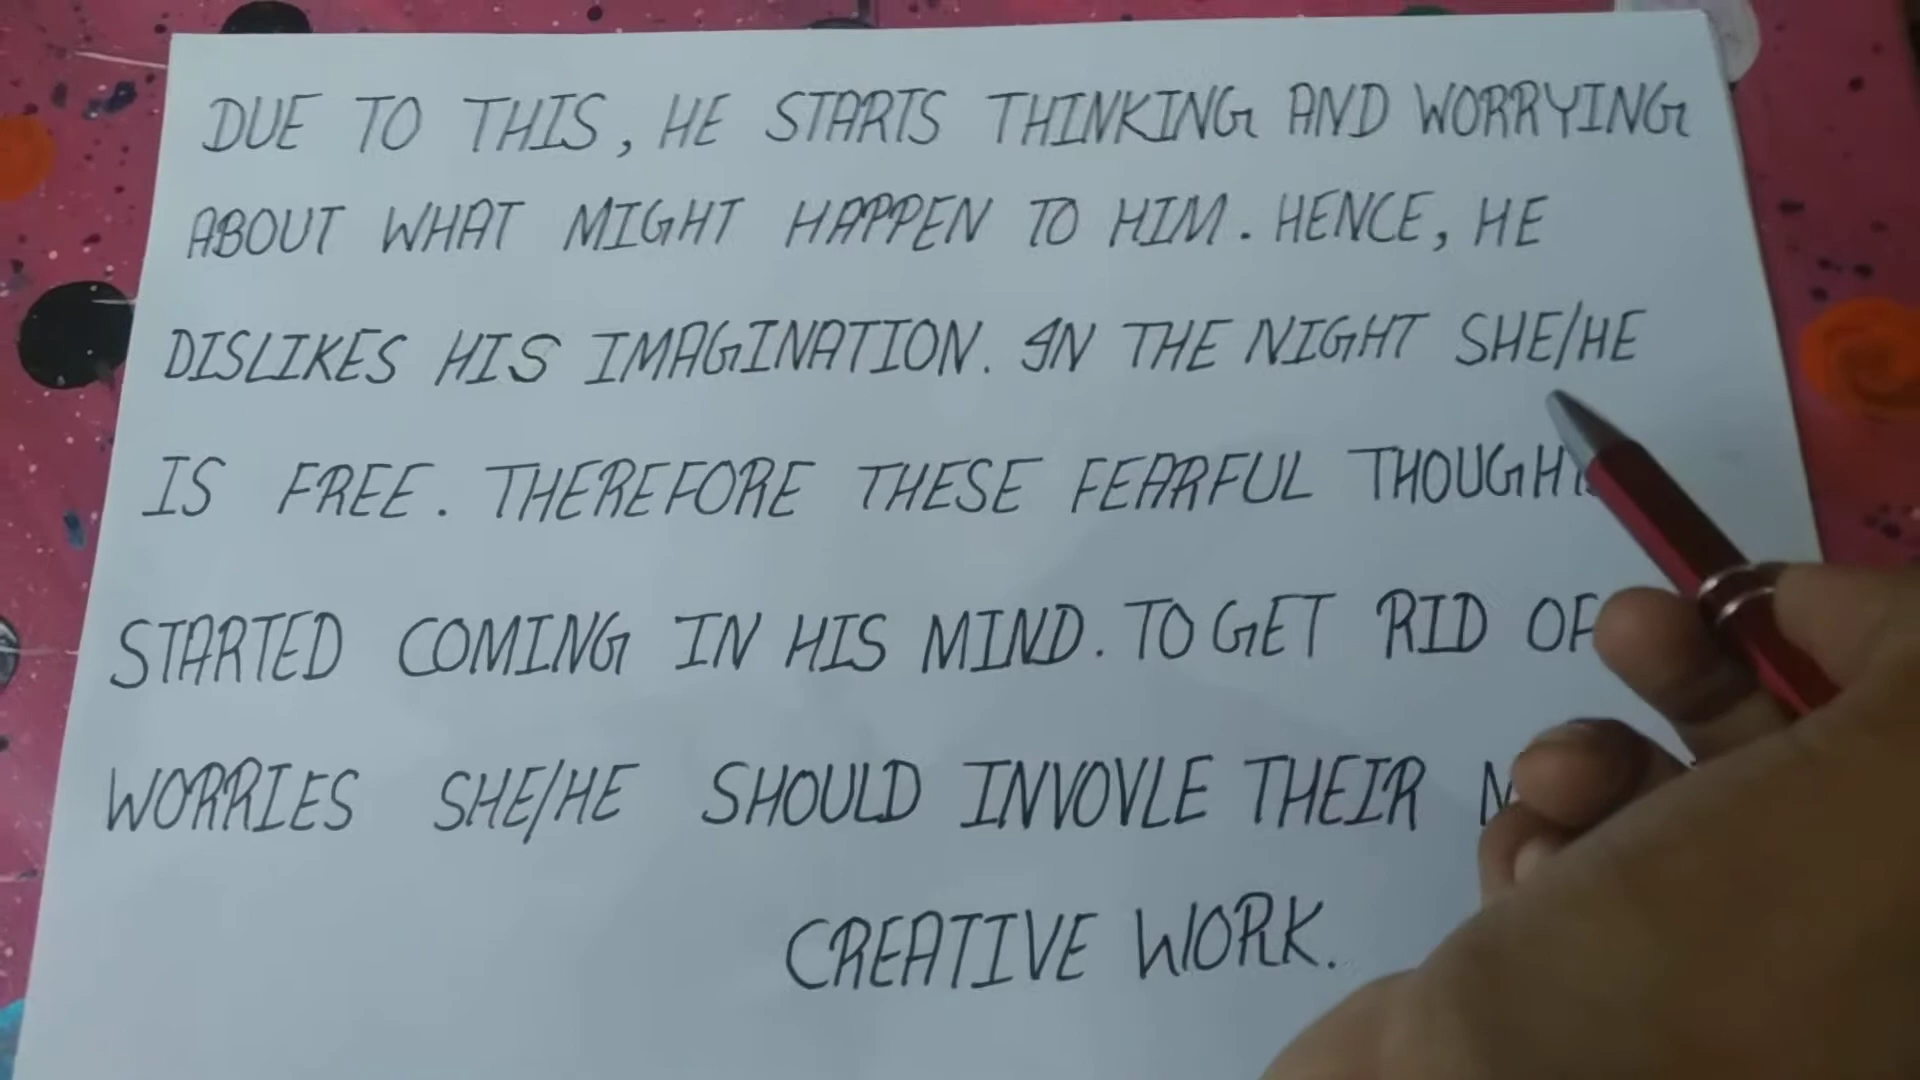 DUE TO THIS, HE STARTS THINKING AND WORRYING
ABOUT WHAT MIGHT HAPPEN TO HIM. HENCE, HE
DISLIKES HIS IMAGINATION. IN THE NIGHT SHE/HE
IS FREE. THEREFORE THESE FEARFUL THOUGHTS
STARTED COMING IN HIS MIND. TO GET RID OF
WORRIES SHE/HE SHOULD INVOVLE THEIR
CREATIVE WORK.